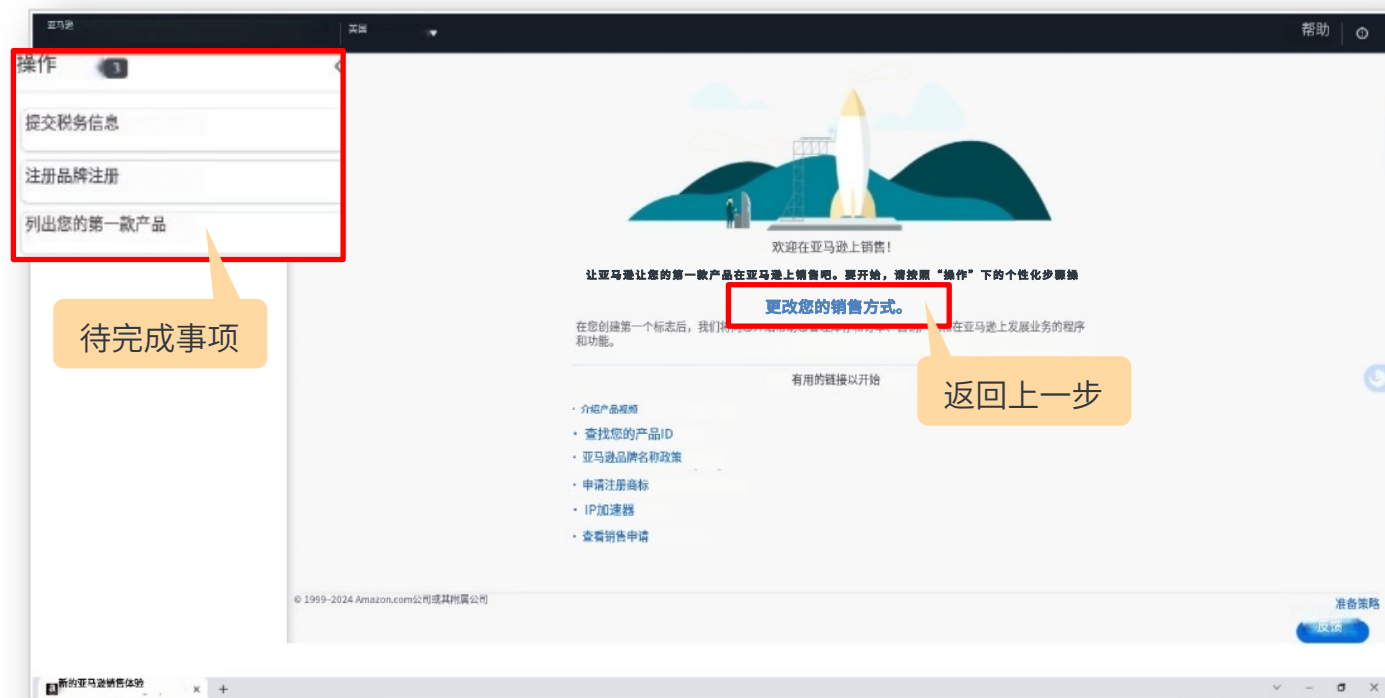 亚马逊
美国
帮助
操作 3
提交税务信息
注册品牌注册
列出您的第一款产品
待完成事项
欢迎在亚马逊上销售!
让亚马逊让您的第一款产品在亚马逊上销售吧。要开始,请按照“操作”下的个性化步骤操
更改您的销售方式。
在您创建第一个标志后,我们将
在亚马逊上发展业务的程序
和功能。
返回上一步
有用的链接以开始
· 介绍产品视频
· 查找您的产品ID
· 亚马逊品牌名称政策
· 申请注册商标
· IP加速器
· 查看销售申请
© 1999-2024 Amazon.com公司或其附属公司
准备策略
反馈
新的亚马逊销售体验